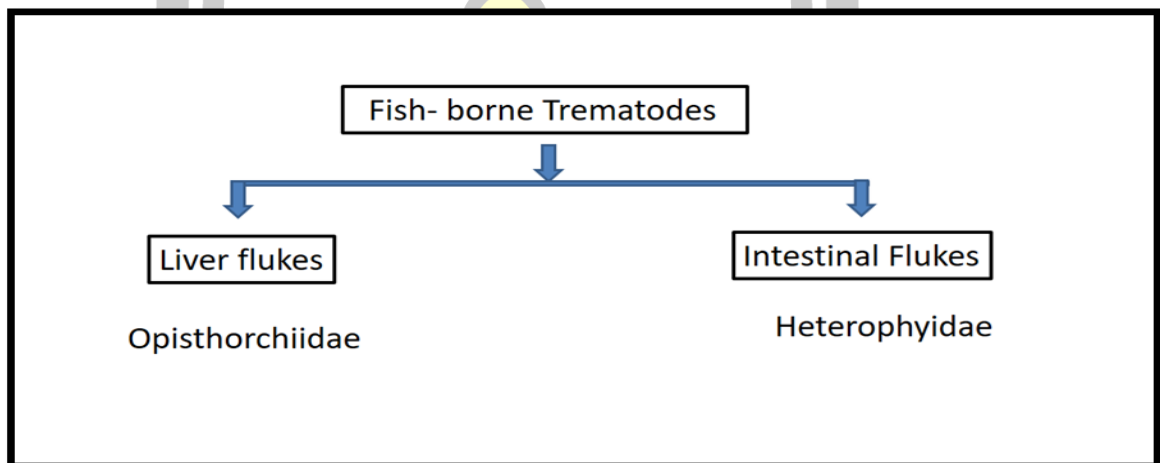 Fish- borne Trematodes
Liver flukes
Intestinal Flukes
Opisthorchiidae
Heterophyidae